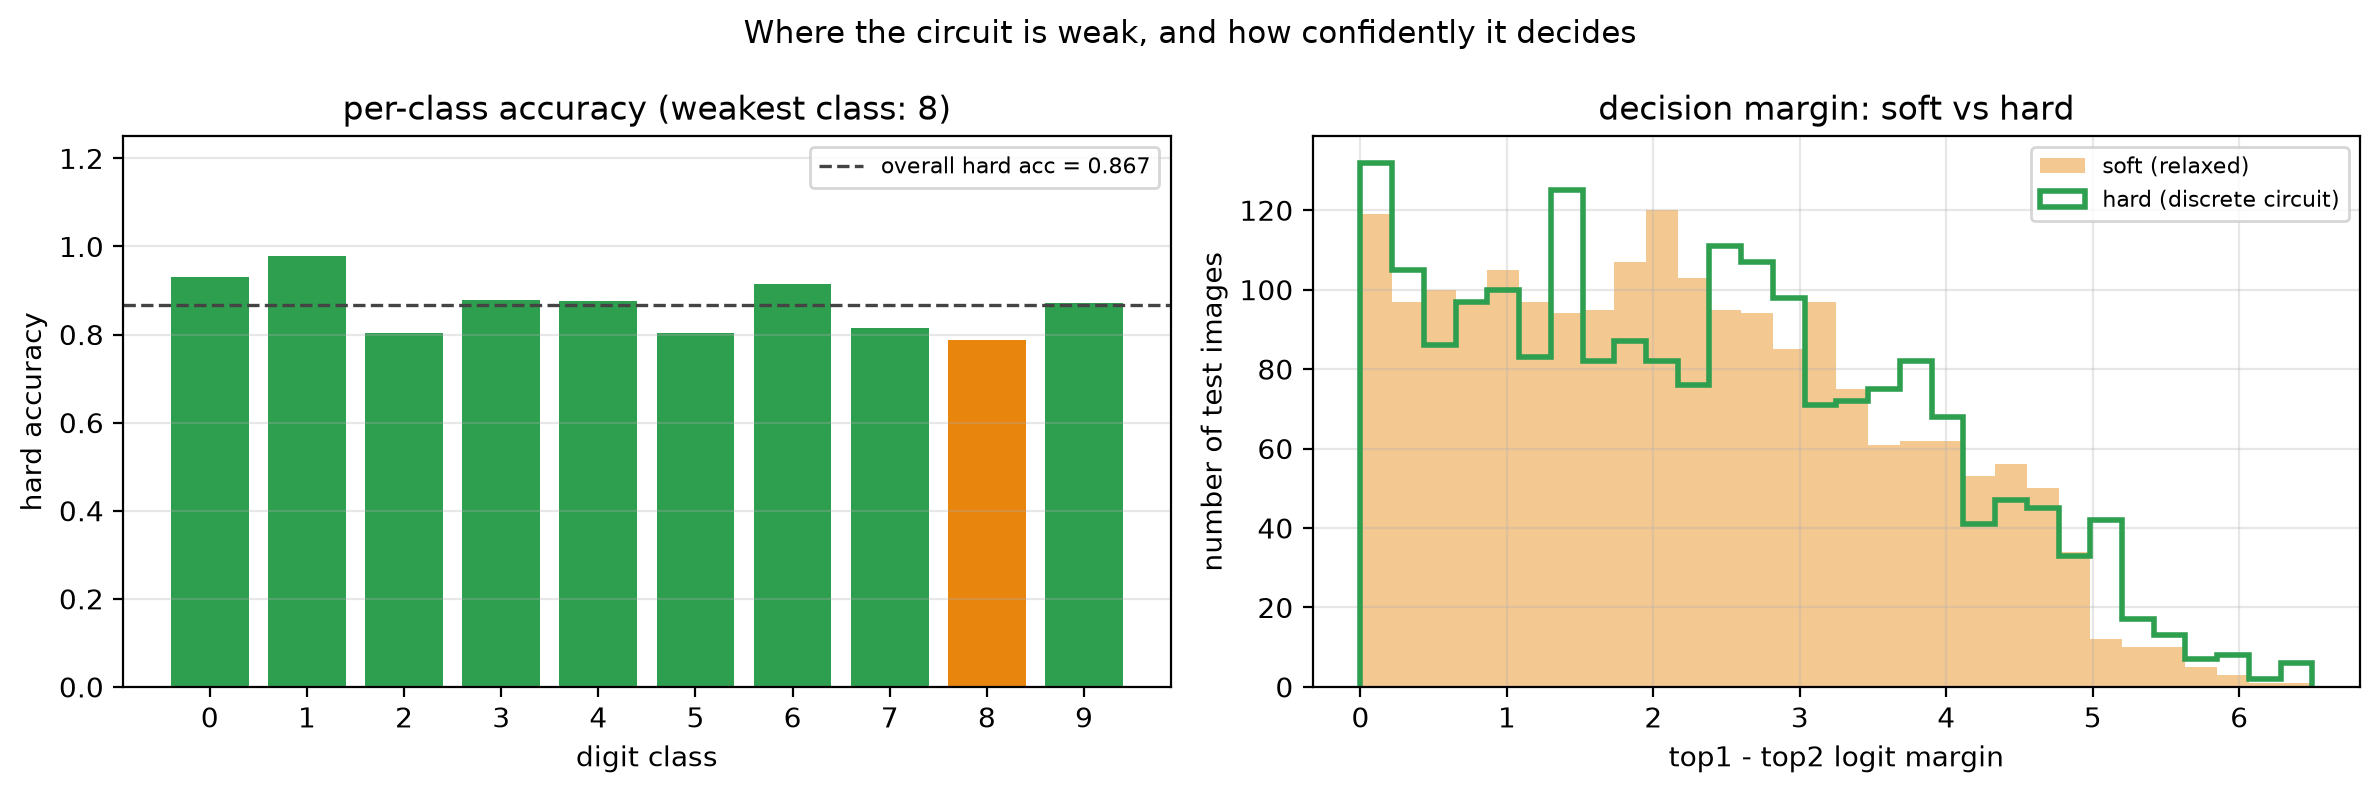 Where the circuit is weak, and how confidently it decides
per-class accuracy (weakest class: 8)
1.2
1.0
0.8
0.6
0.4
0.2
0.0
hard accuracy
overall hard acc = 0.867
0 1 2 3 4 5 6 7 8 9
digit class
decision margin: soft vs hard
120
100
80
60
40
20
0
number of test images
soft (relaxed)
hard (discrete circuit)
0 1 2 3 4 5 6
top1 - top2 logit margin